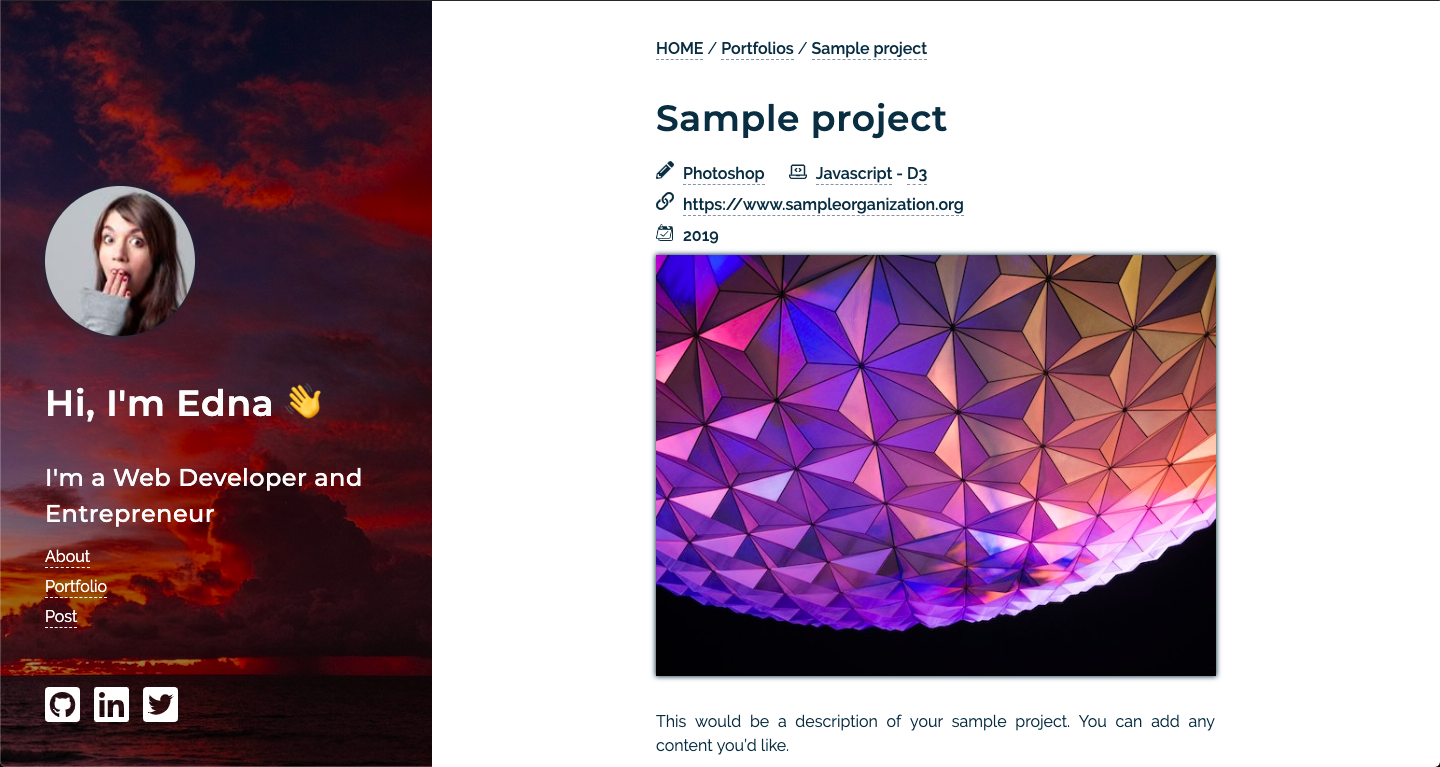 Hi, I'm Edna 👋
I'm a Web Developer and
Entrepreneur
About
Portfolio
Post
in
HOME / Portfolios / Sample project
Sample project
Photoshop Javascript - D3
https://www.sampleorganization.org
2019
This would be a description of your sample project. You can add any
content you'd like.